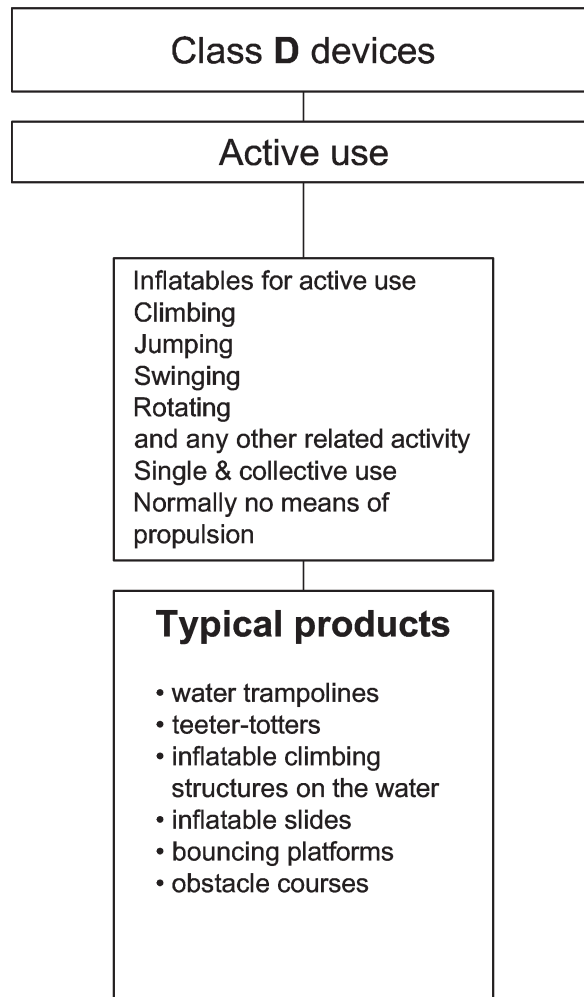 Class D devices
Active use
Inflatables for active use
Climbing
Jumping
Swinging
Rotating
and any other related activity
Single & collective use
Normally no means of
propulsion
Typical products
• water trampolines
• teeter-totters
• inflatable climbing
structures on the water
• inflatable slides
• bouncing platforms
• obstacle courses